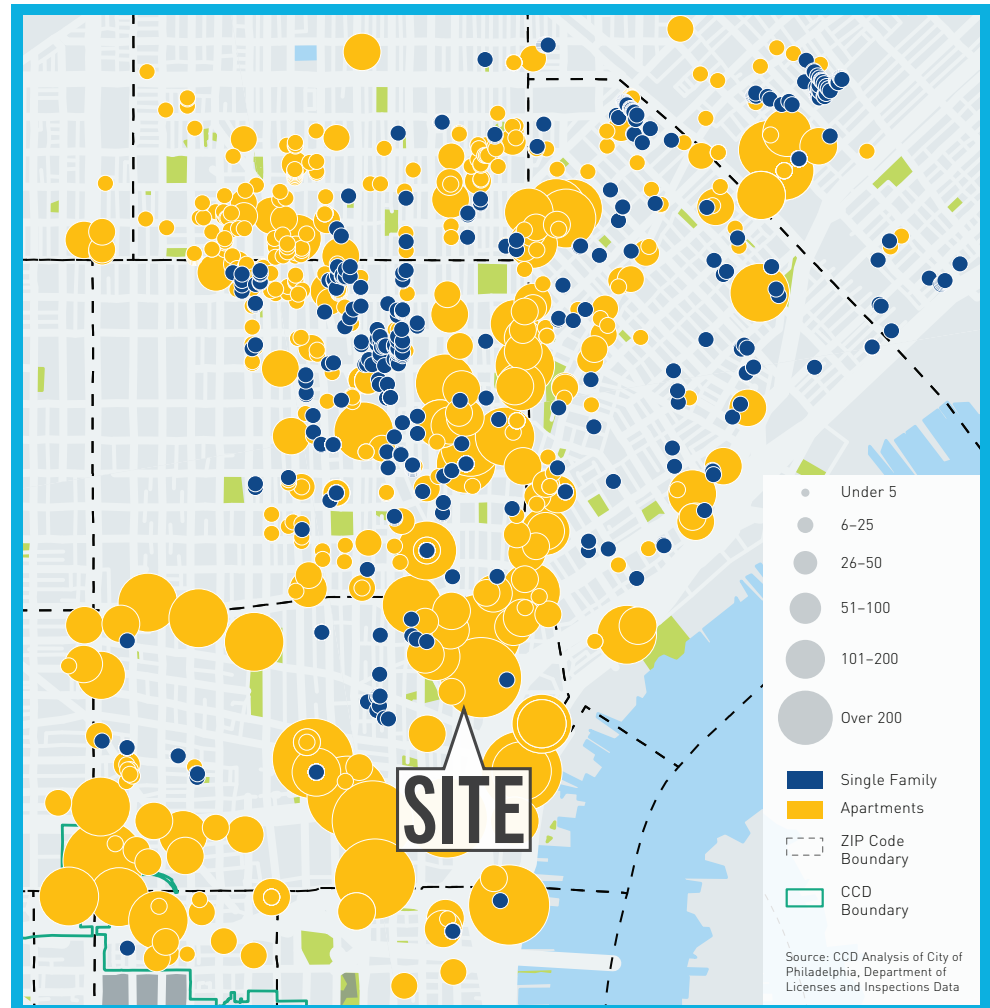 SITE
Under 5
6–25
26–50
51–100
101–200
Over 200
Single Family
Apartments
ZIP Code
Boundary
CCD
Boundary
Source: CCD Analysis of City of
Philadelphia, Department of
Licenses and Inspections Data